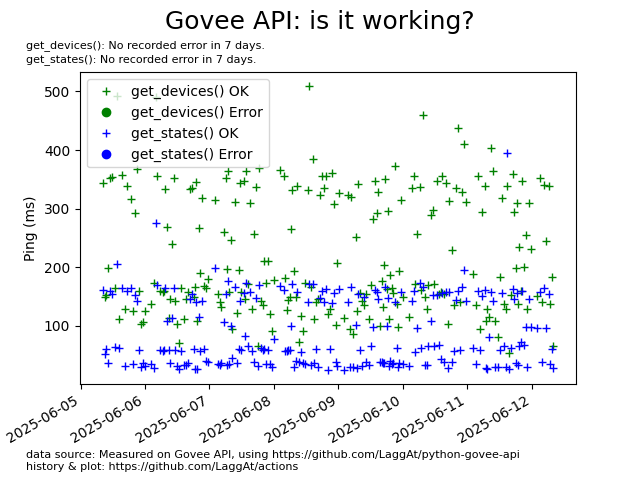 Govee API: is it working?
get_devices(): No recorded error in 7 days.
get_states(): No recorded error in 7 days.
get_devices() OK
get_devices() Error
get_states() OK
get_states() Error
Ping (ms)
500
400
300
200
100
2025-06-05
2025-06-06
2025-06-07
2025-06-08
2025-06-09
2025-06-10
2025-06-11
2025-06-12
data source: Measured on Govee API, using https://github.com/LaggAt/python-govee-api
history & plot: https://github.com/LaggAt/actions